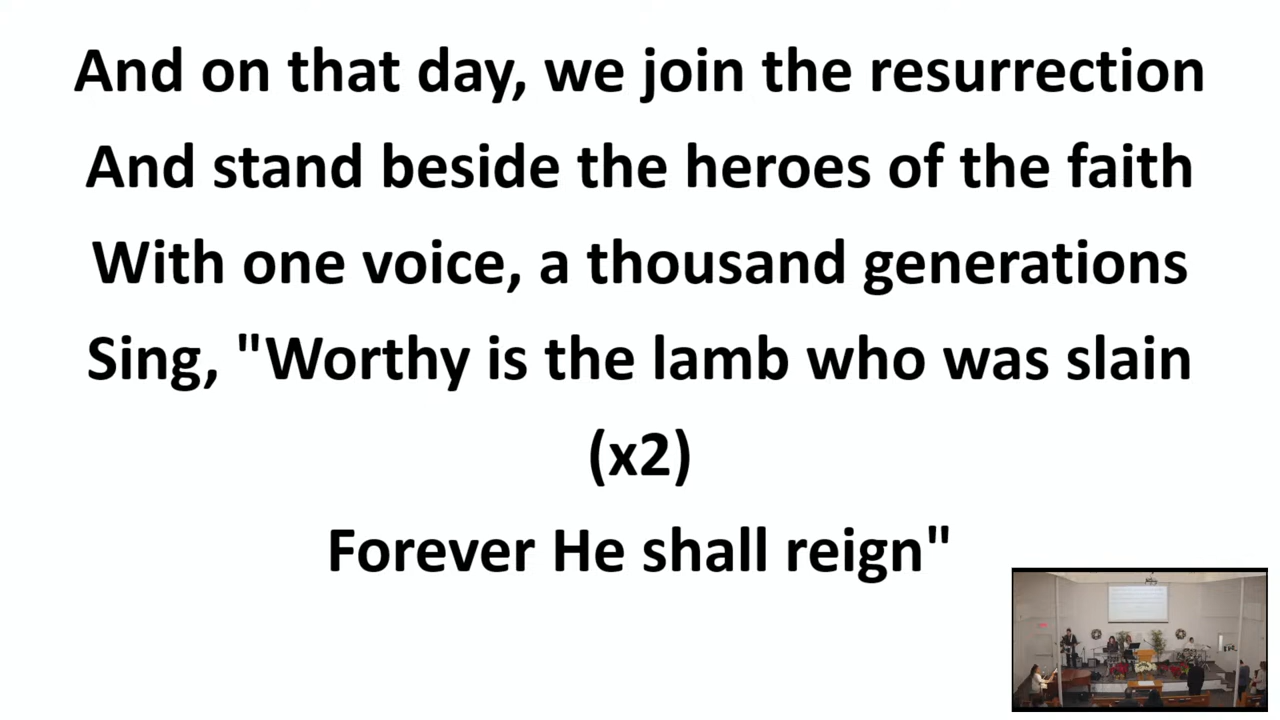 And on that day, we join the resurrection
And stand beside the heroes of the faith
With one voice, a thousand generations
Sing, "Worthy is the lamb who was slain
(x2)
Forever He shall reign"